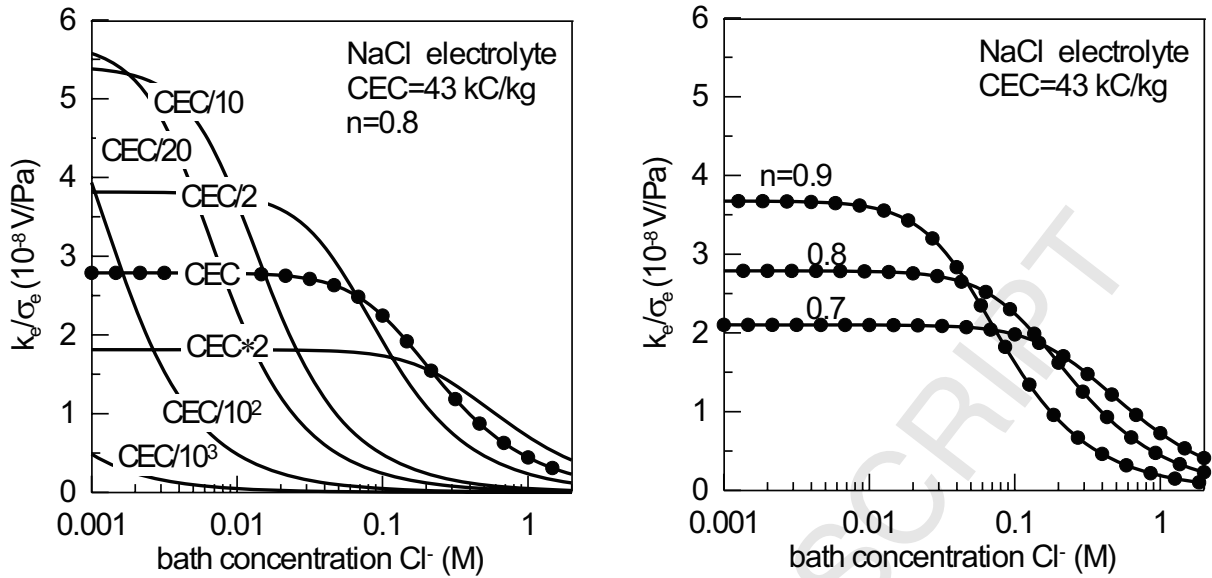 6
5
4
3
2
1
0
k_e/σ_e (10⁻⁸ V/Pa)
NaCl electrolyte
CEC=43 kC/kg
n=0.8
CEC/10
CEC/20
CEC/2
CEC
CEC*2
CEC/10²
CEC/10³
0.001 0.01 0.1 1
bath concentration Cl⁻ (M)
6
5
4
3
2
1
0
k_e/σ_e (10⁻⁸ V/Pa)
NaCl electrolyte
CEC=43 kC/kg
n=0.9
0.8
0.7
0.001 0.01 0.1 1
bath concentration Cl⁻ (M)
SCRIPT